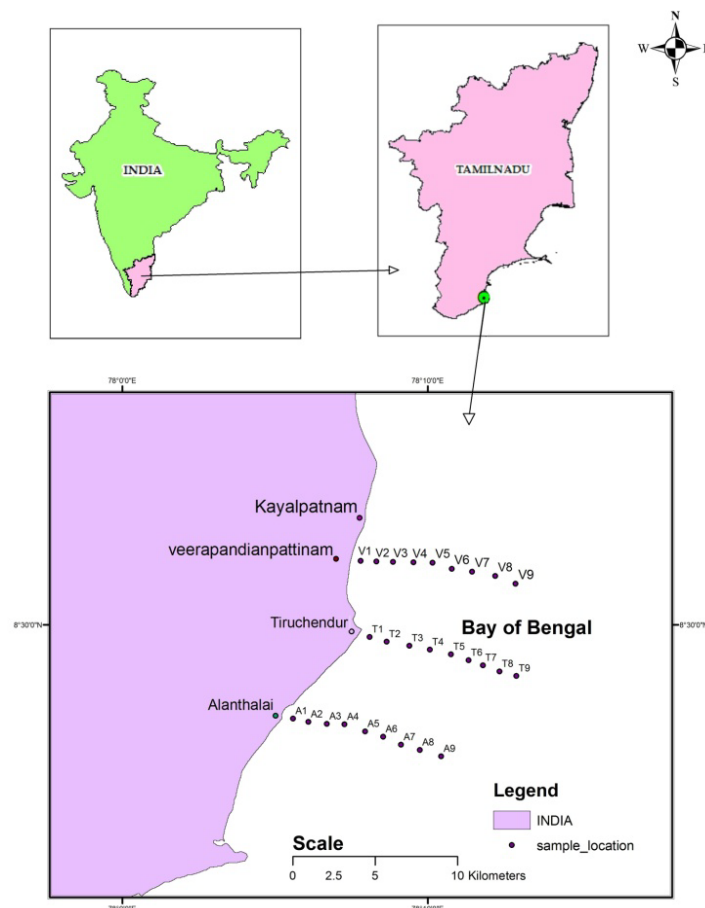 N
W
E
S
INDIA
TAMILNADU
78°0'0"E
78°10'0"E
Kayalpatnam
veerapandianpattinam
V1 V2 V3 V4 V5 V6 V7 V8 V9
8°30'0"N
8°30'0"N
Tiruchendur
Bay of Bengal
T1 T2 T3 T4 T5 T6 T7 T8 T9
Alanthalai
A1 A2 A3 A4 A5 A6 A7 A8 A9
Legend
INDIA
sample_location
Scale
0 2.5 5 10 Kilometers
78°10'0"E